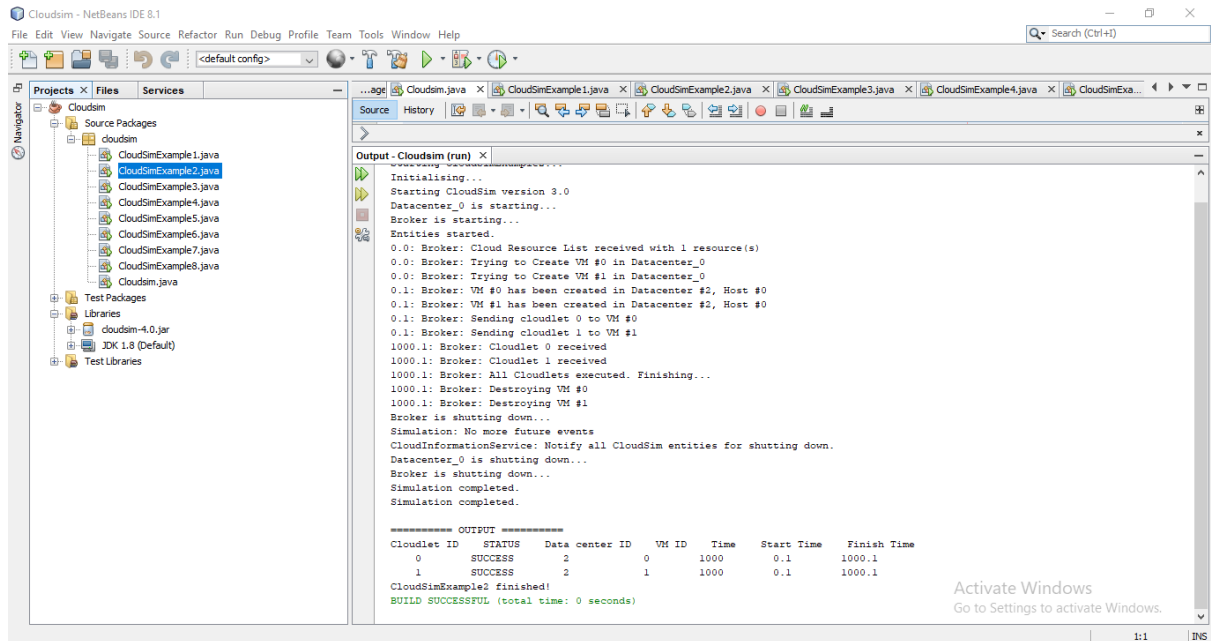 Cloudsim - NetBeans IDE 8.1
File Edit View Navigate Source Refactor Run Debug Profile Team Tools Window Help
Search (Ctrl+I)
<default config>
Projects Files Services
...age Cloudsim.java CloudSimExample1.java CloudSimExample2.java CloudSimExample3.java CloudSimExample4.java CloudSimExa...
Navigator
Source History
Cloudsim
Source Packages
cloudsim
CloudSimExample1.java
CloudSimExample2.java
CloudSimExample3.java
CloudSimExample4.java
CloudSimExample5.java
CloudSimExample6.java
CloudSimExample7.java
CloudSimExample8.java
Cloudsim.java
Test Packages
Libraries
cloudsim-4.0.jar
JDK 1.8 (Default)
Test Libraries
Output - Cloudsim (run)
Initialising...
Starting CloudSim version 3.0
Datacenter_0 is starting...
Broker is starting...
Entities started.
0.0: Broker: Cloud Resource List received with 1 resource(s)
0.0: Broker: Trying to Create VM #0 in Datacenter_0
0.0: Broker: Trying to Create VM #1 in Datacenter_0
0.1: Broker: VM #0 has been created in Datacenter #2, Host #0
0.1: Broker: VM #1 has been created in Datacenter #2, Host #0
0.1: Broker: Sending cloudlet 0 to VM #0
0.1: Broker: Sending cloudlet 1 to VM #1
1000.1: Broker: Cloudlet 0 received
1000.1: Broker: Cloudlet 1 received
1000.1: Broker: All Cloudlets executed. Finishing...
1000.1: Broker: Destroying VM #0
1000.1: Broker: Destroying VM #1
Broker is shutting down...
Simulation: No more future events
CloudInformationService: Notify all CloudSim entities for shutting down.
Datacenter_0 is shutting down...
Broker is shutting down...
Simulation completed.
Simulation completed.
========== OUTPUT ==========
Cloudlet ID STATUS Data center ID VM ID Time Start Time Finish Time
0 SUCCESS 2 0 1000 0.1 1000.1
1 SUCCESS 2 1 1000 0.1 1000.1
CloudSimExample2 finished!
BUILD SUCCESSFUL (total time: 0 seconds)
Activate Windows
Go to Settings to activate Windows.
1:1 INS